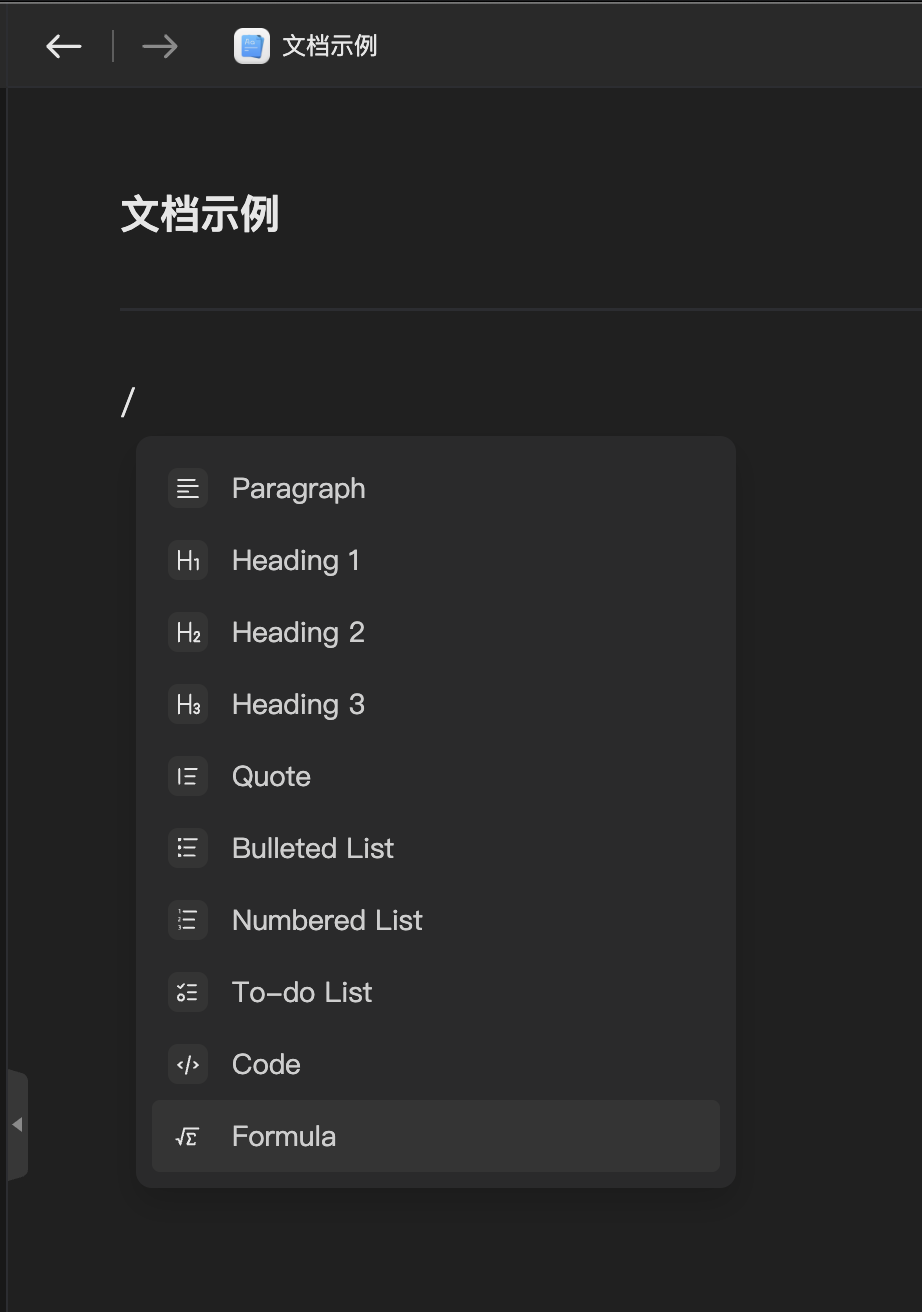 文档示例
文档示例
/
Paragraph
H1 Heading 1
H2 Heading 2
H3 Heading 3
Quote
Bulleted List
Numbered List
To-do List
</> Code
√Σ Formula